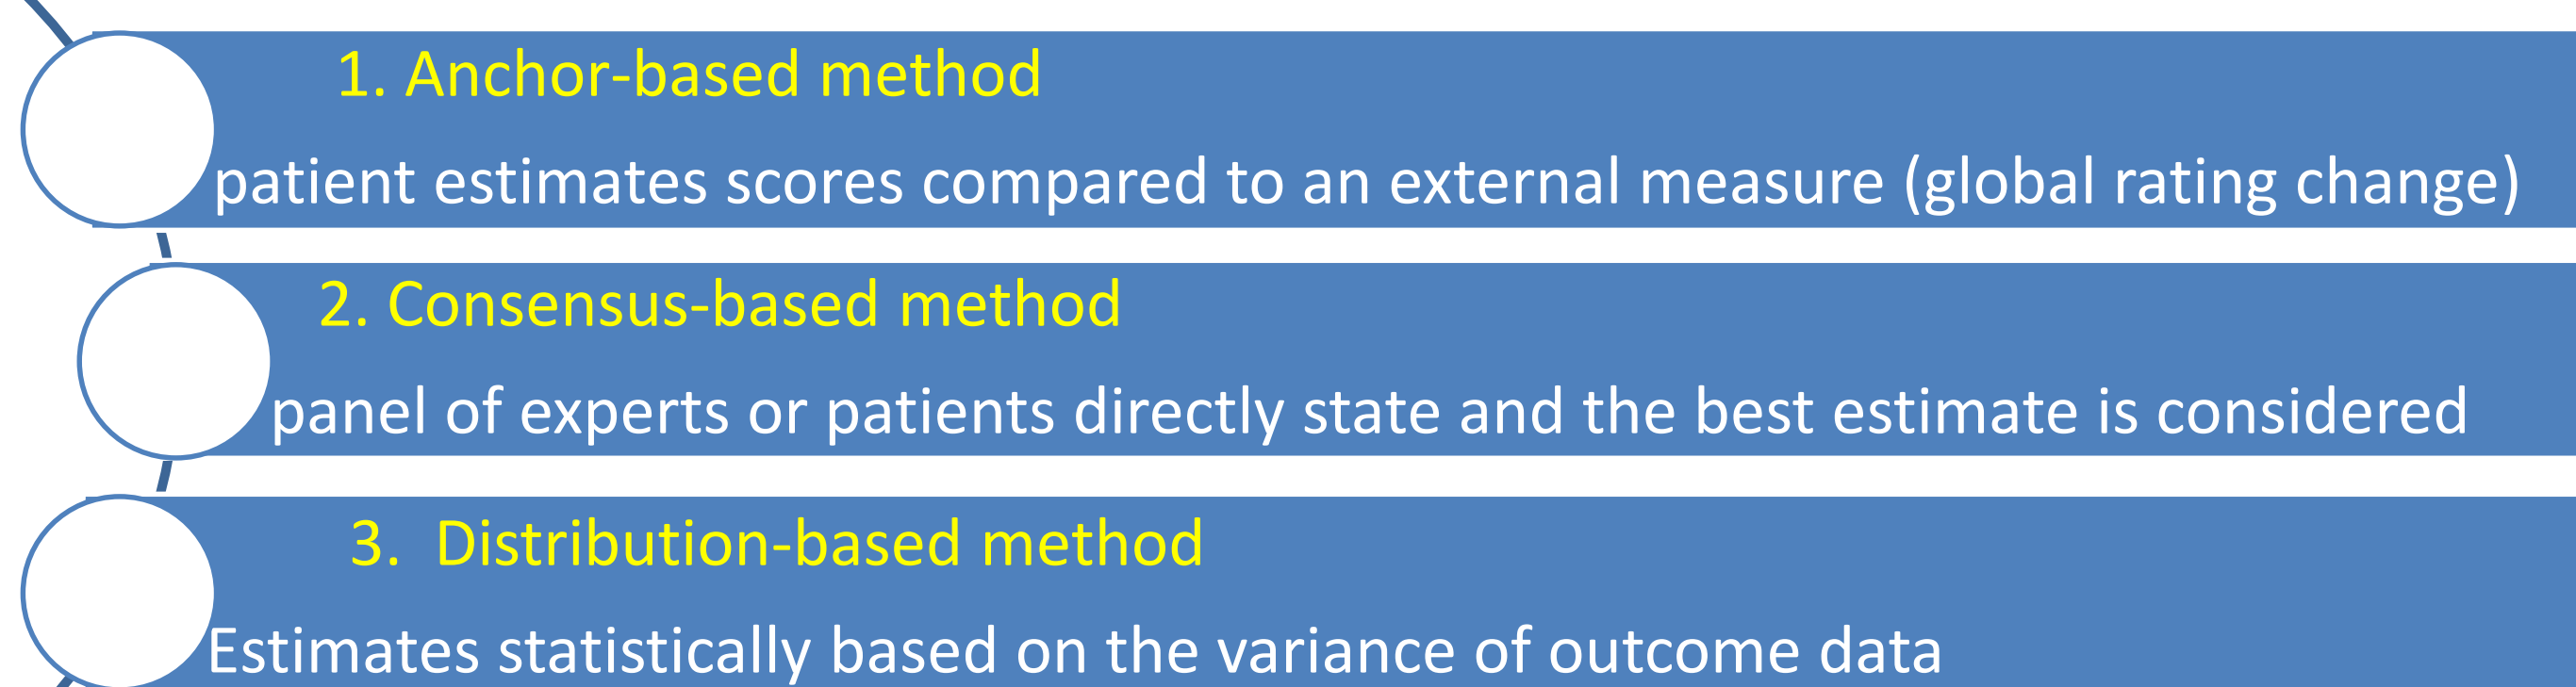 1. Anchor-based method
patient estimates scores compared to an external measure (global rating change)
2. Consensus-based method
panel of experts or patients directly state and the best estimate is considered
3. Distribution-based method
Estimates statistically based on the variance of outcome data